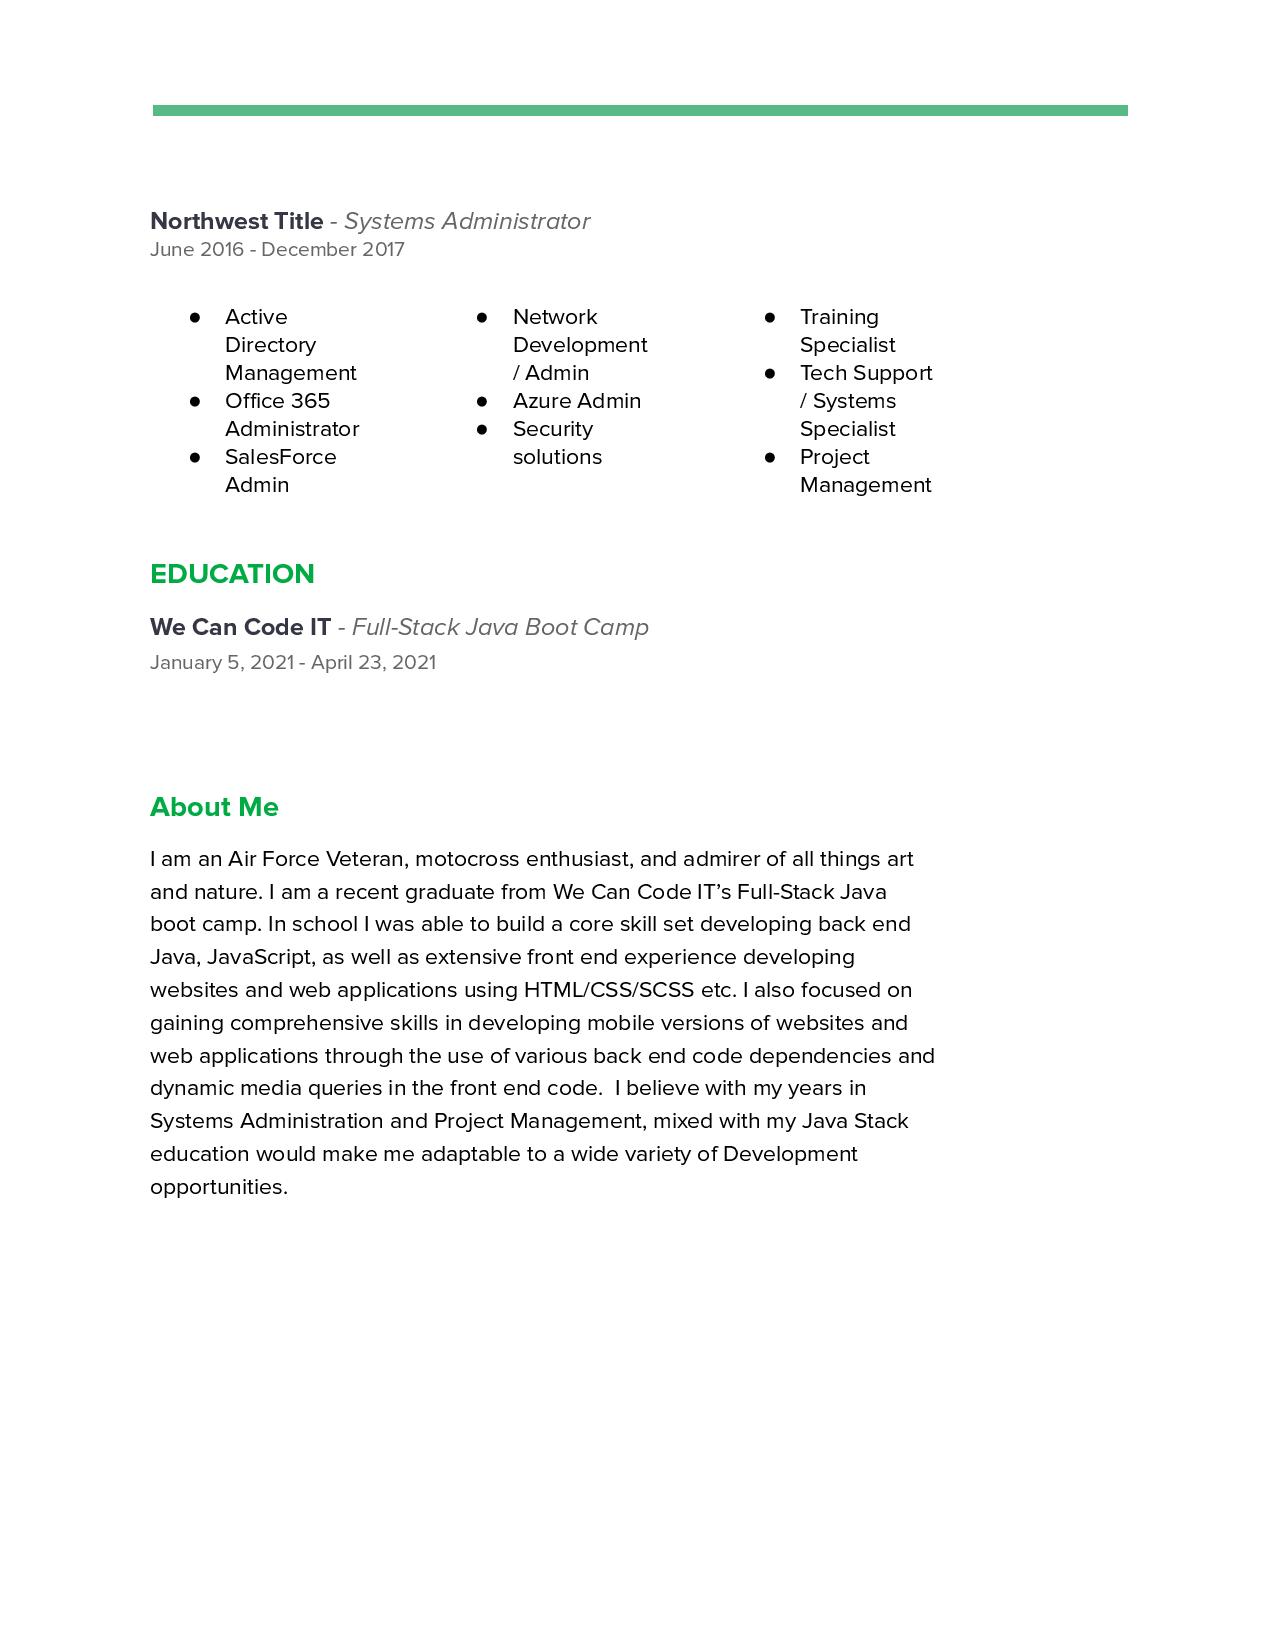 Northwest Title - Systems Administrator
June 2016 - December 2017
● Active
Directory
Management
● Office 365
Administrator
● SalesForce
Admin
● Network
Development
/ Admin
● Azure Admin
● Security
solutions
● Training
Specialist
● Tech Support
/ Systems
Specialist
● Project
Management
EDUCATION
We Can Code IT - Full-Stack Java Boot Camp
January 5, 2021 - April 23, 2021
About Me
I am an Air Force Veteran, motocross enthusiast, and admirer of all things art
and nature. I am a recent graduate from We Can Code IT’s Full-Stack Java
boot camp. In school I was able to build a core skill set developing back end
Java, JavaScript, as well as extensive front end experience developing
websites and web applications using HTML/CSS/SCSS etc. I also focused on
gaining comprehensive skills in developing mobile versions of websites and
web applications through the use of various back end code dependencies and
dynamic media queries in the front end code.  I believe with my years in
Systems Administration and Project Management, mixed with my Java Stack
education would make me adaptable to a wide variety of Development
opportunities.